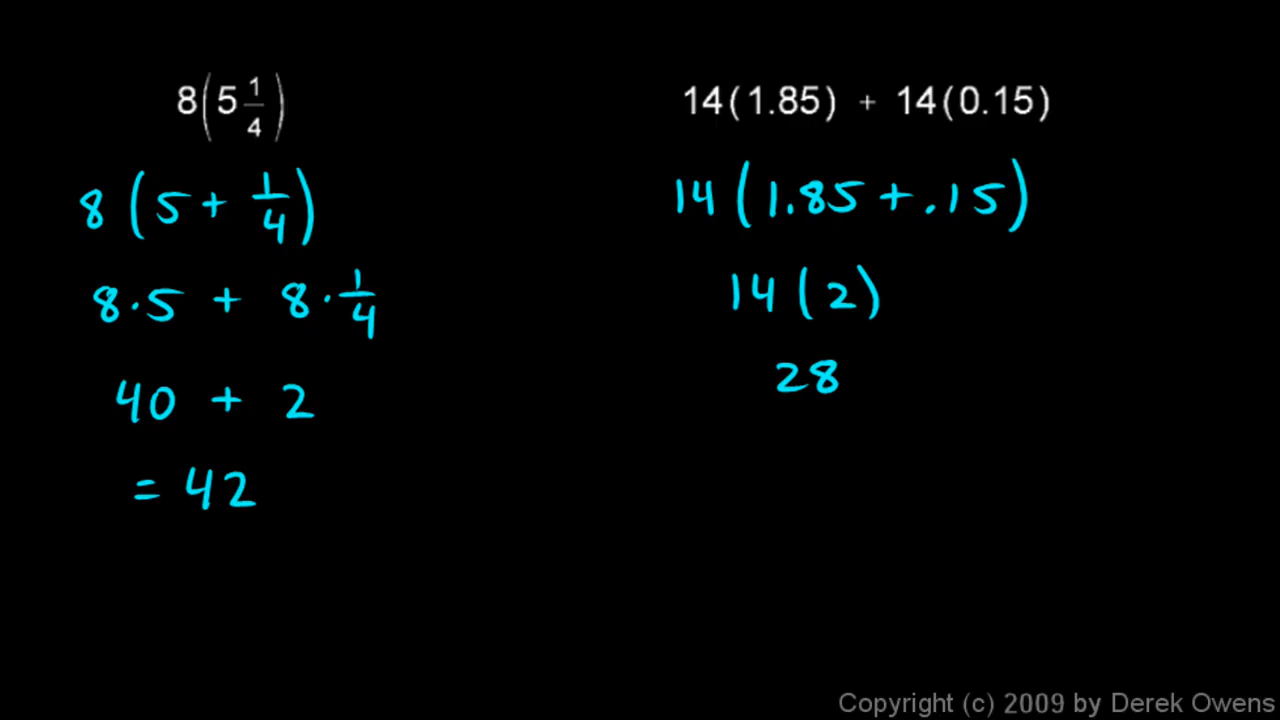 8(5 1/4)
8(5 + 1/4)
8·5 + 8·1/4
40 + 2
= 42
14(1.85) + 14(0.15)
14(1.85 + .15)
14(2)
28
Copyright (c) 2009 by Derek Owens